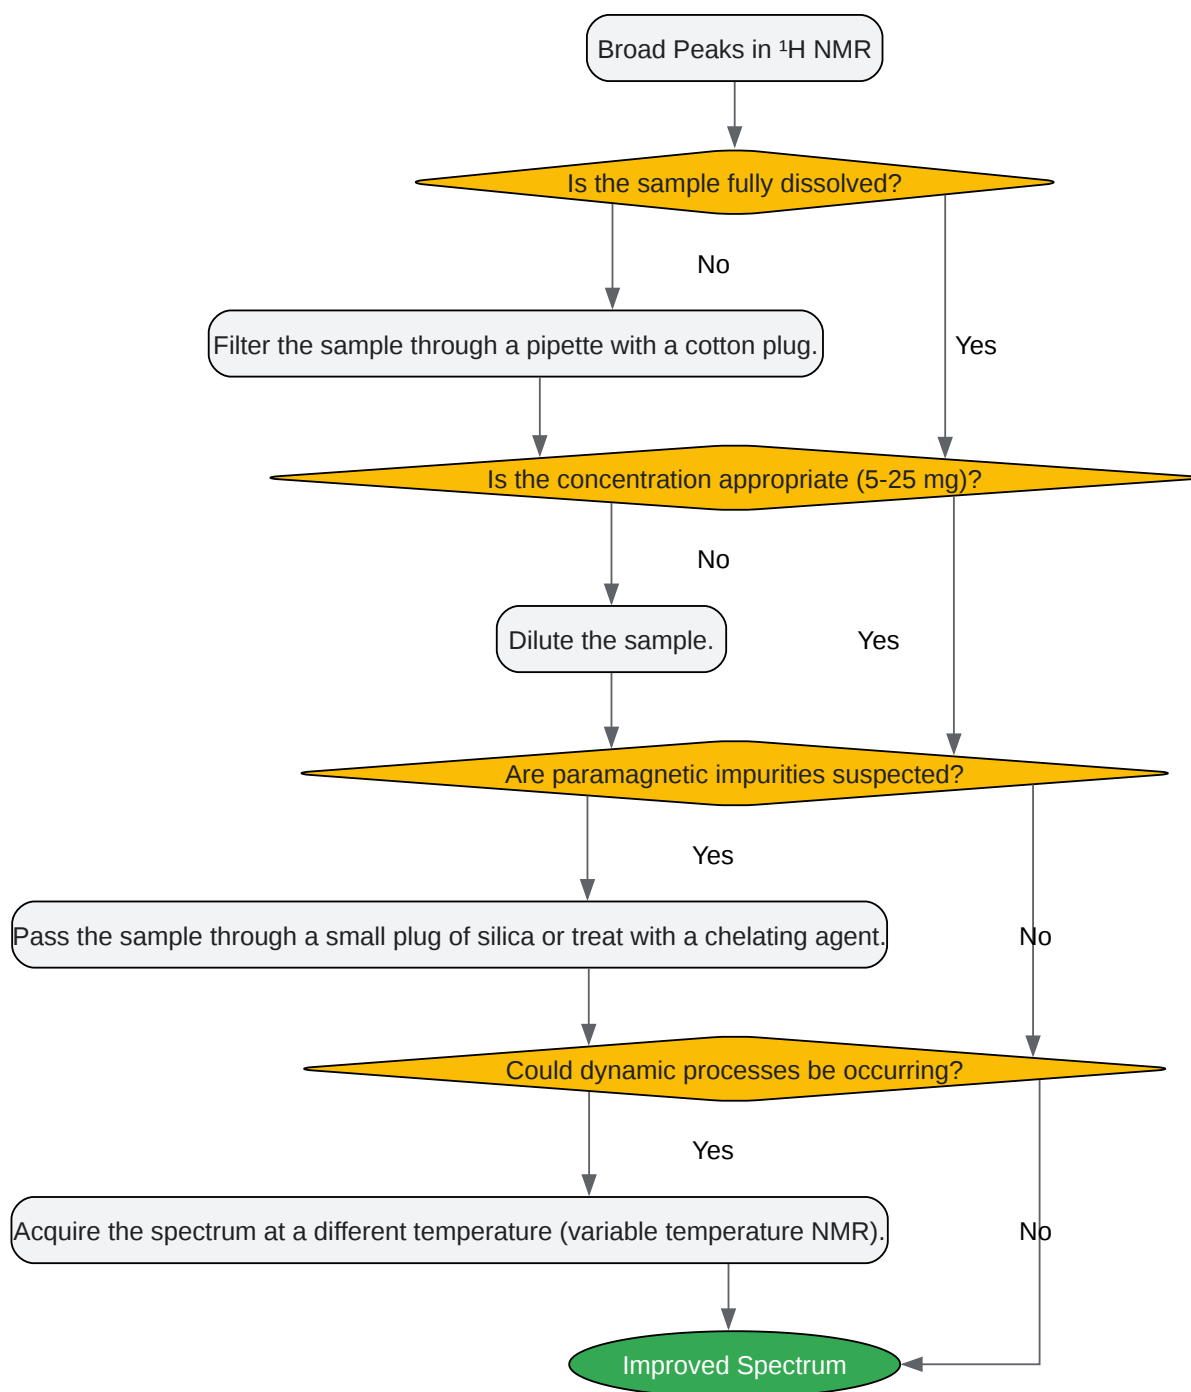 Broad Peaks in ¹H NMR
Is the sample fully dissolved?
No
Filter the sample through a pipette with a cotton plug.
Yes
Is the concentration appropriate (5-25 mg)?
No
Dilute the sample.
Yes
Are paramagnetic impurities suspected?
Yes
Pass the sample through a small plug of silica or treat with a chelating agent.
No
Could dynamic processes be occurring?
Yes
Acquire the spectrum at a different temperature (variable temperature NMR).
No
Improved Spectrum